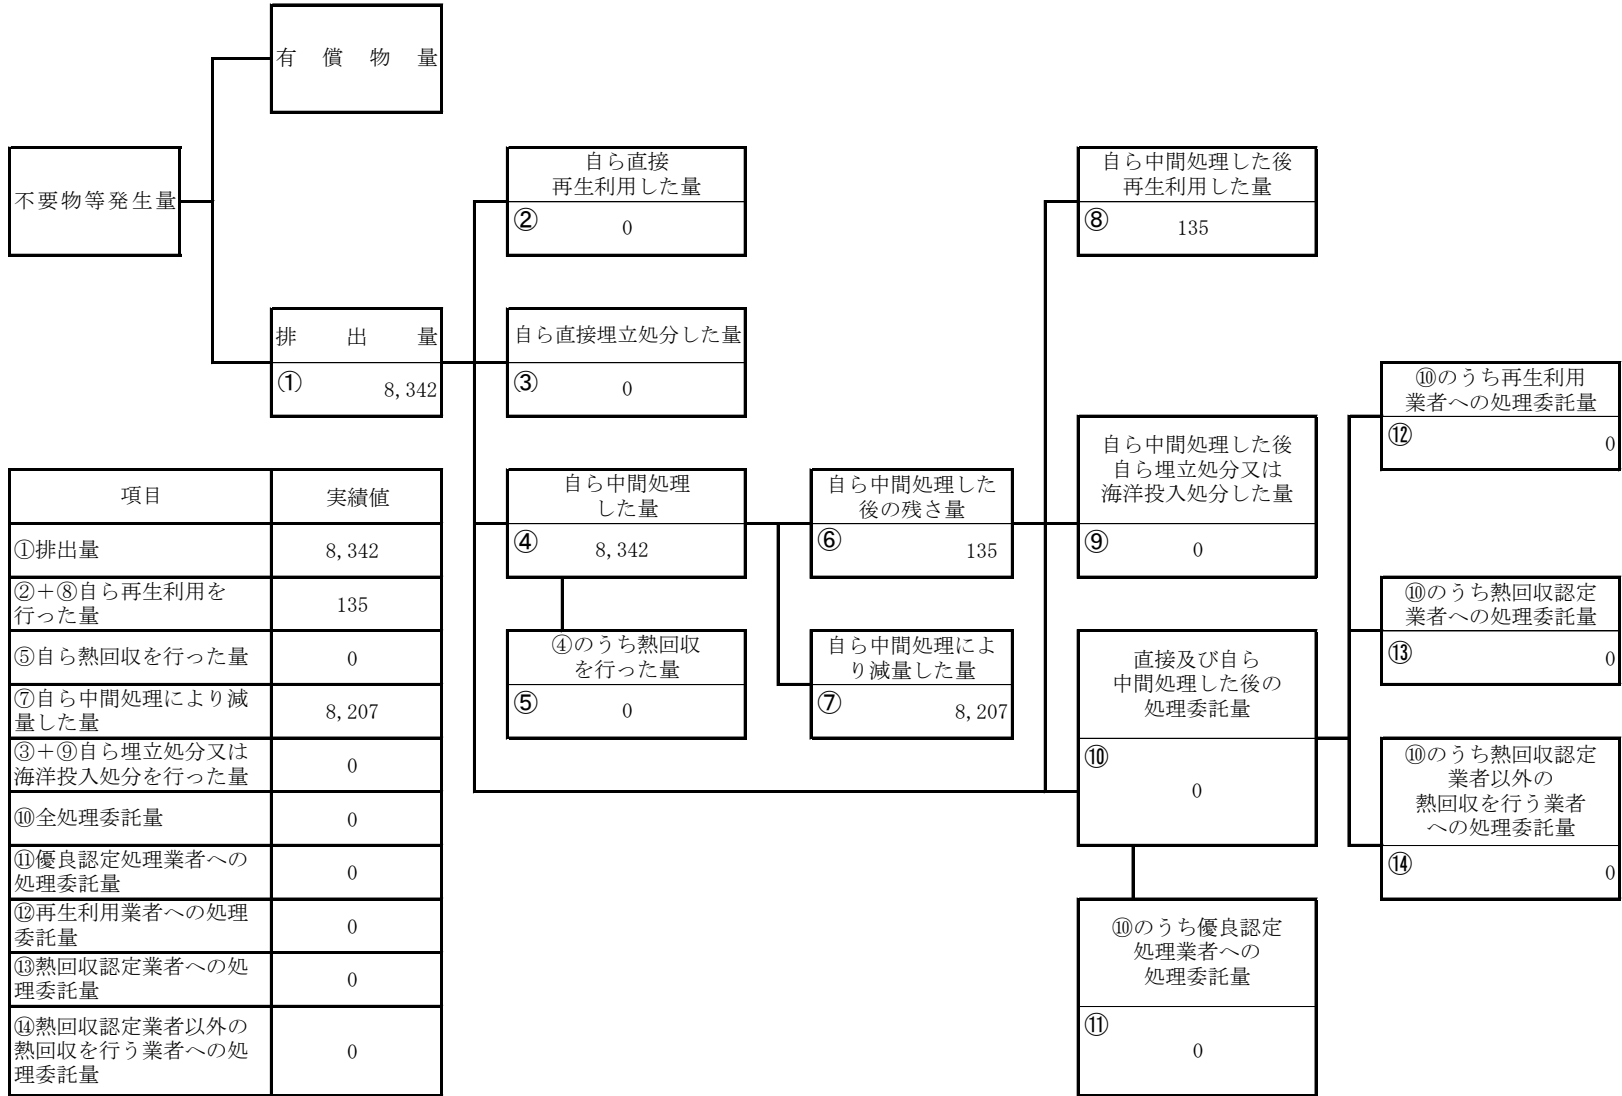 有償物量
不要物等発生量
排出量
① 8,342
自ら直接
再生利用した量
② 0
自ら直接埋立処分した量
③ 0
自ら中間処理
した量
④ 8,342
④のうち熱回収
を行った量
⑤ 0
自ら中間処理した
後の残さ量
⑥ 135
自ら中間処理によ
り減量した量
⑦ 8,207
自ら中間処理した後
再生利用した量
⑧ 135
自ら中間処理した後
自ら埋立処分又は
海洋投入処分した量
⑨ 0
直接及び自ら
中間処理した後の
処理委託量
⑩
0
⑩のうち優良認定
処理業者への
処理委託量
⑪
0
⑩のうち再生利用
業者への処理委託量
⑫ 0
⑩のうち熱回収認定
業者への処理委託量
⑬ 0
⑩のうち熱回収認定
業者以外の
熱回収を行う業者
への処理委託量
⑭ 0
項目 実績値
①排出量 8,342
②+⑧自ら再生利用を
行った量 135
⑤自ら熱回収を行った量 0
⑦自ら中間処理により減
量した量 8,207
③+⑨自ら埋立処分又は
海洋投入処分を行った量 0
⑩全処理委託量 0
⑪優良認定処理業者への
処理委託量 0
⑫再生利用業者への処理
委託量 0
⑬熱回収認定業者への処
理委託量 0
⑭熱回収認定業者以外の
熱回収を行う業者への処
理委託量 0